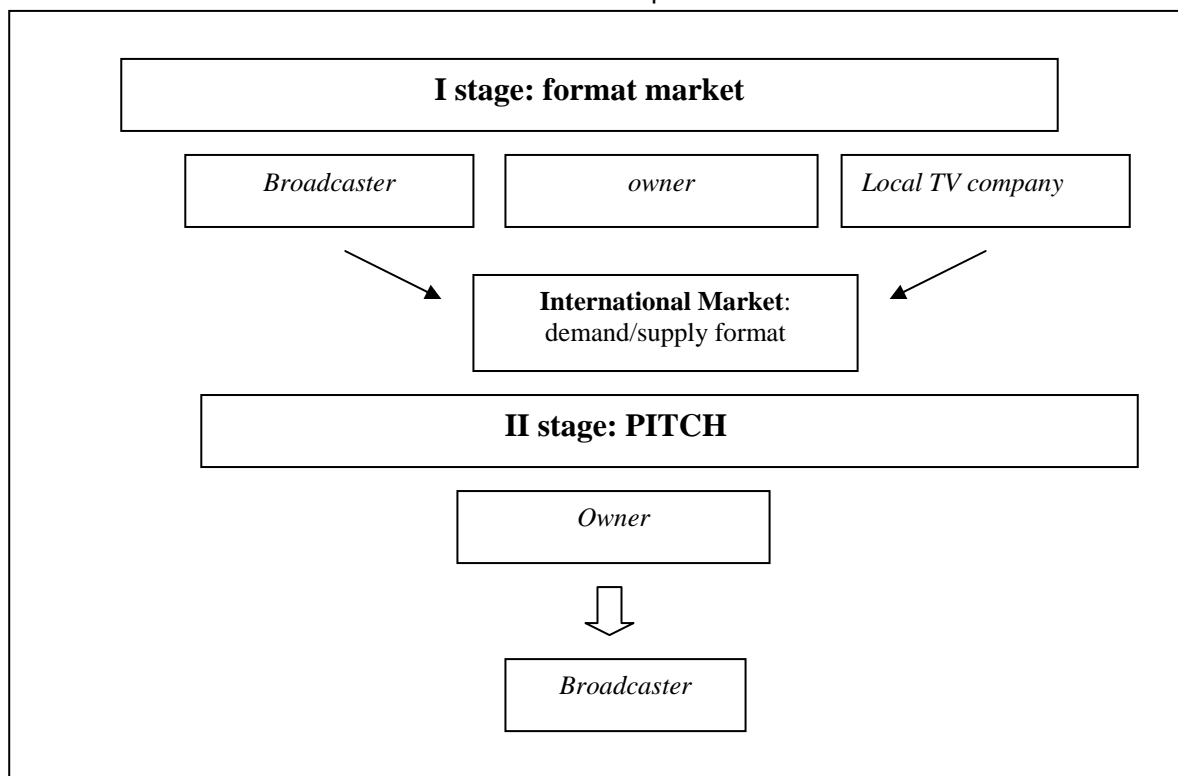 I stage: format market
Broadcaster
owner
Local TV company
International Market:
demand/supply format
II stage: PITCH
Owner
Broadcaster